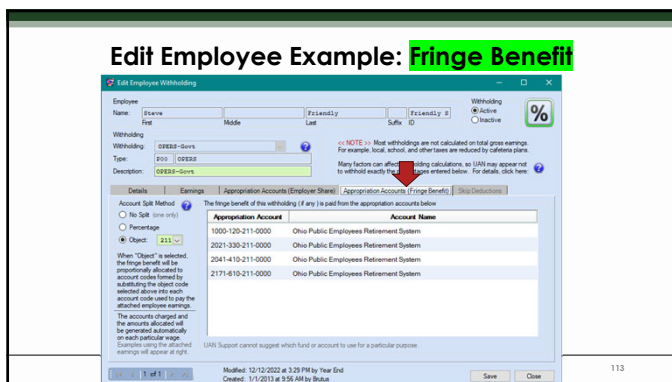 Edit Employee Example: Fringe Benefit
Edit Employee Withholding
Employee
Name: Steve Friendly Friendly S
First Middle Last Suffix ID
Withholding
Active
Inactive
%
Withholding
Withholding: OPERS-Govt
Type: P00 OPERS
Description: OPERS-Govt
<< NOTE >> Most withholdings are not calculated on total gross earnings.
For example, local, school, and other taxes are reduced by cafeteria plans.
Many factors can affect holding calculations, so UAN may appear not
to withhold exactly the ages entered below. For details, click here:
Details Earnings Appropriation Accounts (Employer Share) Appropriation Accounts (Fringe Benefit) Skip Deductions
Account Split Method
No Split (one only)
Percentage
Object: 211
When "Object" is selected,
the fringe benefit will be
proportionally allocated to
account codes formed by
substituting the object code
selected above into each
account code used to pay the
attached employee earnings.
The accounts charged and
the amounts allocated will
be generated automatically
on each particular wage.
Examples using the attached
earnings will appear at right.
The fringe benefit of this withholding (if any) is paid from the appropriation accounts below
Appropriation Account Account Name
1000-120-211-0000 Ohio Public Employees Retirement System
2021-330-211-0000 Ohio Public Employees Retirement System
2041-410-211-0000 Ohio Public Employees Retirement System
2171-610-211-0000 Ohio Public Employees Retirement System
UAN Support cannot suggest which fund or account to use for a particular purpose.
1 of 1
Modified: 12/12/2022 at 3:29 PM by Year End
Created: 1/1/2013 at 9:56 AM by Brutus
Save Close
113